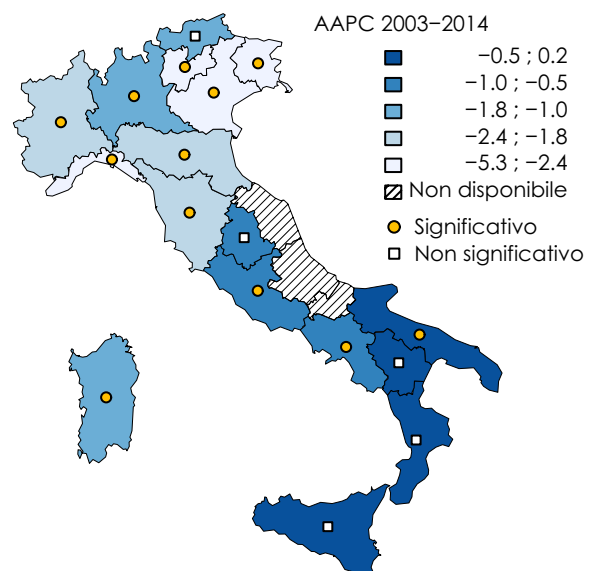 AAPC 2003−2014
−0.5 ; 0.2
−1.0 ; −0.5
−1.8 ; −1.0
−2.4 ; −1.8
−5.3 ; −2.4
Non disponibile
Significativo
Non significativo